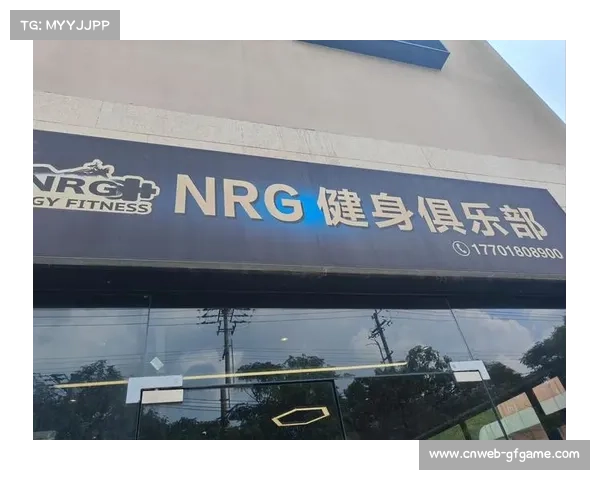 TG: MYYJJPP
NRG
GY FITNESS
NRG 健身俱乐部
17701808900
www.cnweb-gfgame.com